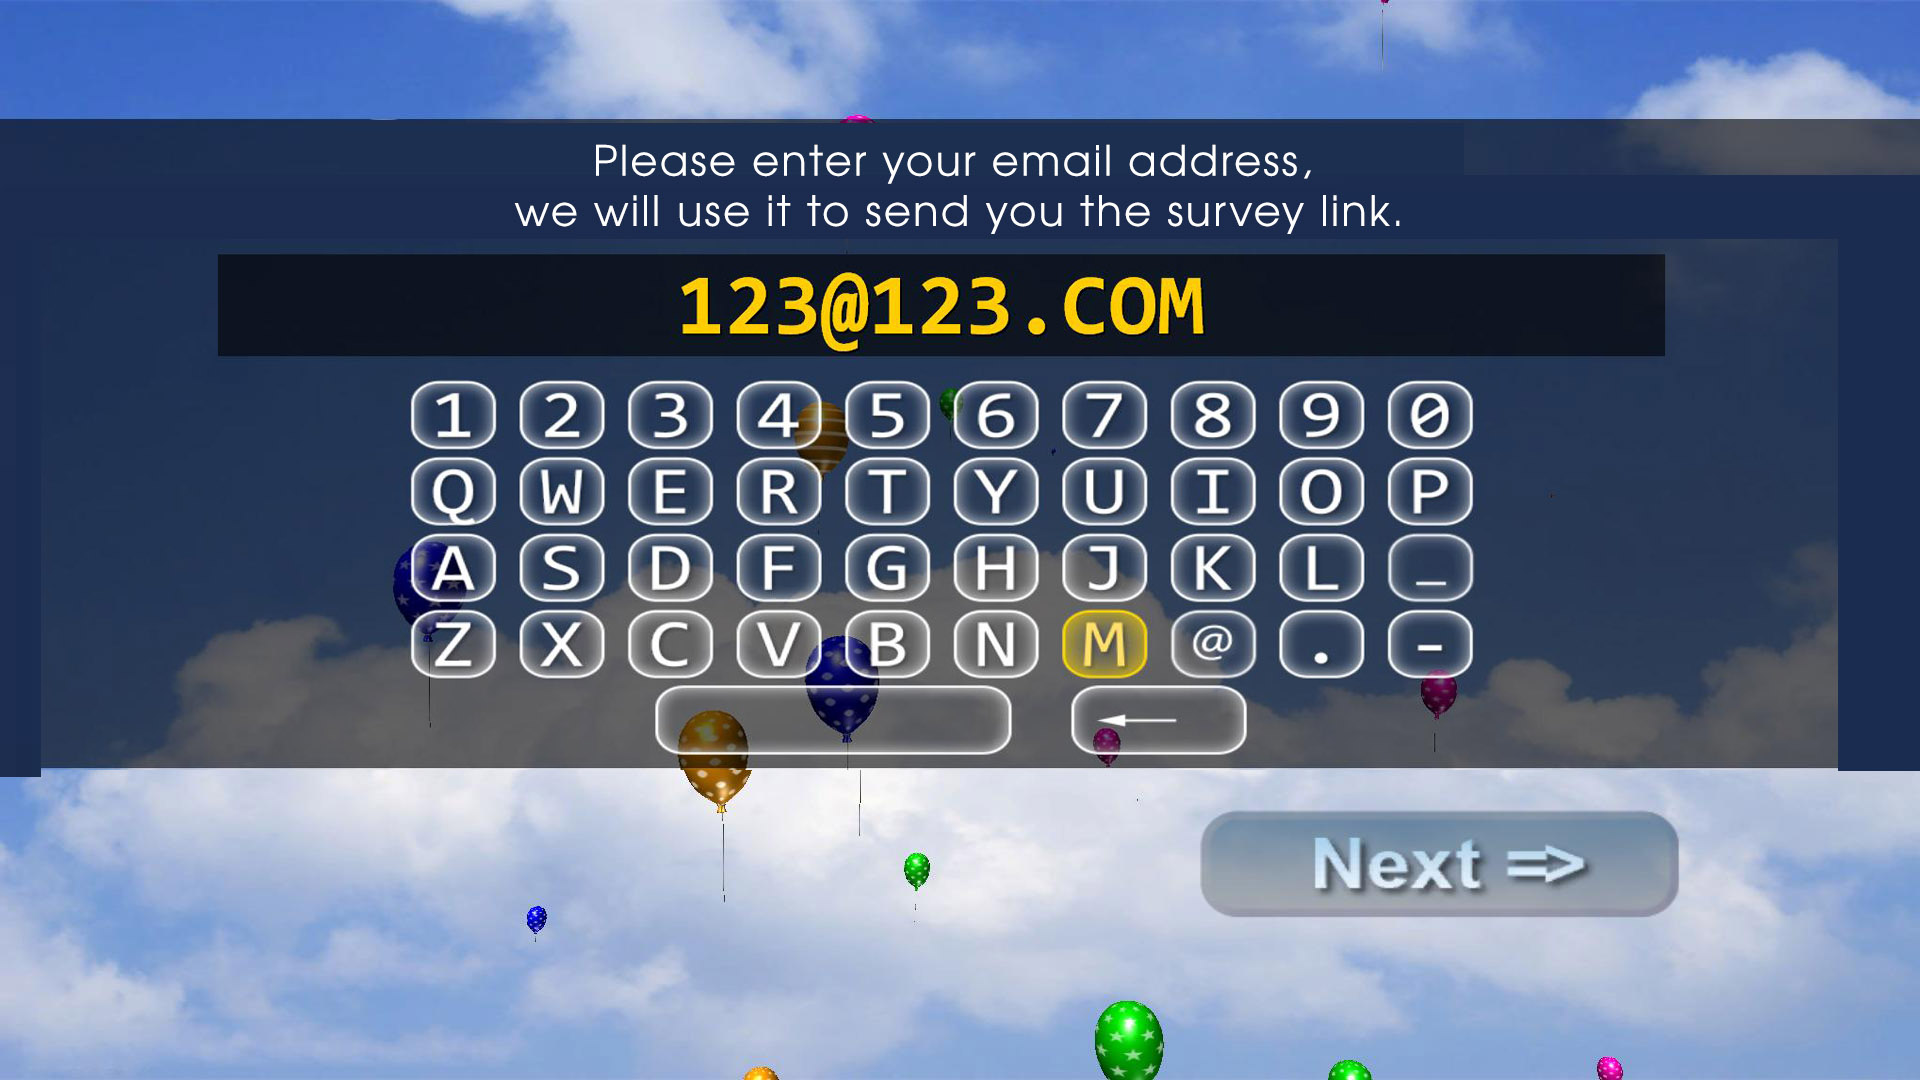 Please enter your email address,
we will use it to send you the survey link.
123@123.COM
1 2 3 4 5 6 7 8 9 0
Q W E R T Y U I O P
A S D F G H J K L _
Z X C V B N M @ . -
←
Next =>